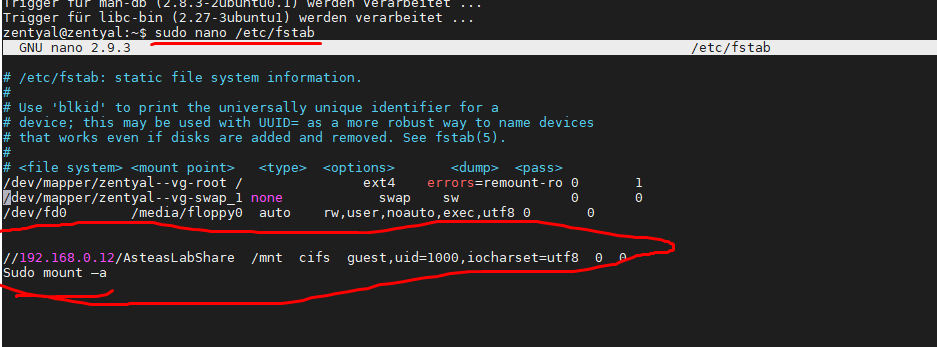 Trigger für man-db (2.8.3-2ubuntu0.1) werden verarbeitet ...
Trigger für libc-bin (2.27-3ubuntu1) werden verarbeitet ...
zentyal@zentyal:~$ sudo nano /etc/fstab
GNU nano 2.9.3 /etc/fstab
# /etc/fstab: static file system information.
#
# Use 'blkid' to print the universally unique identifier for a
# device; this may be used with UUID= as a more robust way to name devices
# that works even if disks are added and removed. See fstab(5).
#
# <file system> <mount point> <type> <options> <dump> <pass>
/dev/mapper/zentyal--vg-root / ext4 errors=remount-ro 0 1
/dev/mapper/zentyal--vg-swap_1 none swap sw 0 0
/dev/fd0 /media/floppy0 auto rw,user,noauto,exec,utf8 0 0
//192.168.0.12/AsteasLabShare /mnt cifs guest,uid=1000,iocharset=utf8 0 0
Sudo mount –a